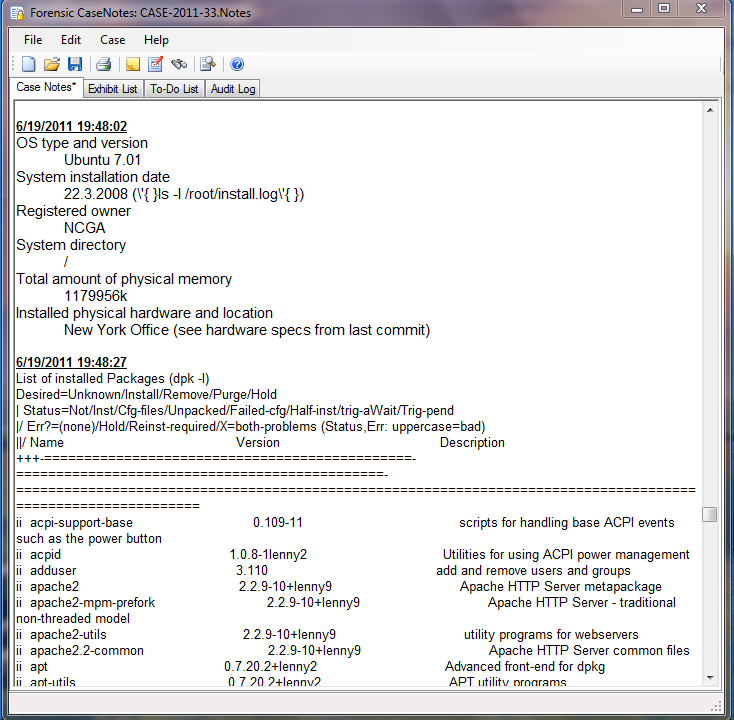 Forensic CaseNotes: CASE-2011-33.Notes
File Edit Case Help
Case Notes* Exhibit List To-Do List Audit Log
6/19/2011 19:48:02
OS type and version
Ubuntu 7.01
System installation date
22.3.2008 (\'{ }ls -l /root/install.log\'{ })
Registered owner
NCGA
System directory
/
Total amount of physical memory
1179956k
Installed physical hardware and location
New York Office (see hardware specs from last commit)
6/19/2011 19:48:27
List of installed Packages (dpk -l)
Desired=Unknown/Install/Remove/Purge/Hold
| Status=Not/Inst/Cfg-files/Unpacked/Failed-cfg/Half-inst/trig-aWait/Trig-pend
|/ Err?=(none)/Hold/Reinst-required/X=both-problems (Status,Err: uppercase=bad)
||/ Name Version Description
+++-==============================================-
==============================================-
=====================================================================================
=======================
ii acpi-support-base 0.109-11 scripts for handling base ACPI events
such as the power button
ii acpid 1.0.8-1lenny2 Utilities for using ACPI power management
ii adduser 3.110 add and remove users and groups
ii apache2 2.2.9-10+lenny9 Apache HTTP Server metapackage
ii apache2-mpm-prefork 2.2.9-10+lenny9 Apache HTTP Server - traditional
non-threaded model
ii apache2-utils 2.2.9-10+lenny9 utility programs for webservers
ii apache2.2-common 2.2.9-10+lenny9 Apache HTTP Server common files
ii apt 0.7.20.2+lenny2 Advanced front-end for dpkg
ii apt-utils 0.7.20.2+lenny2 APT utility programs